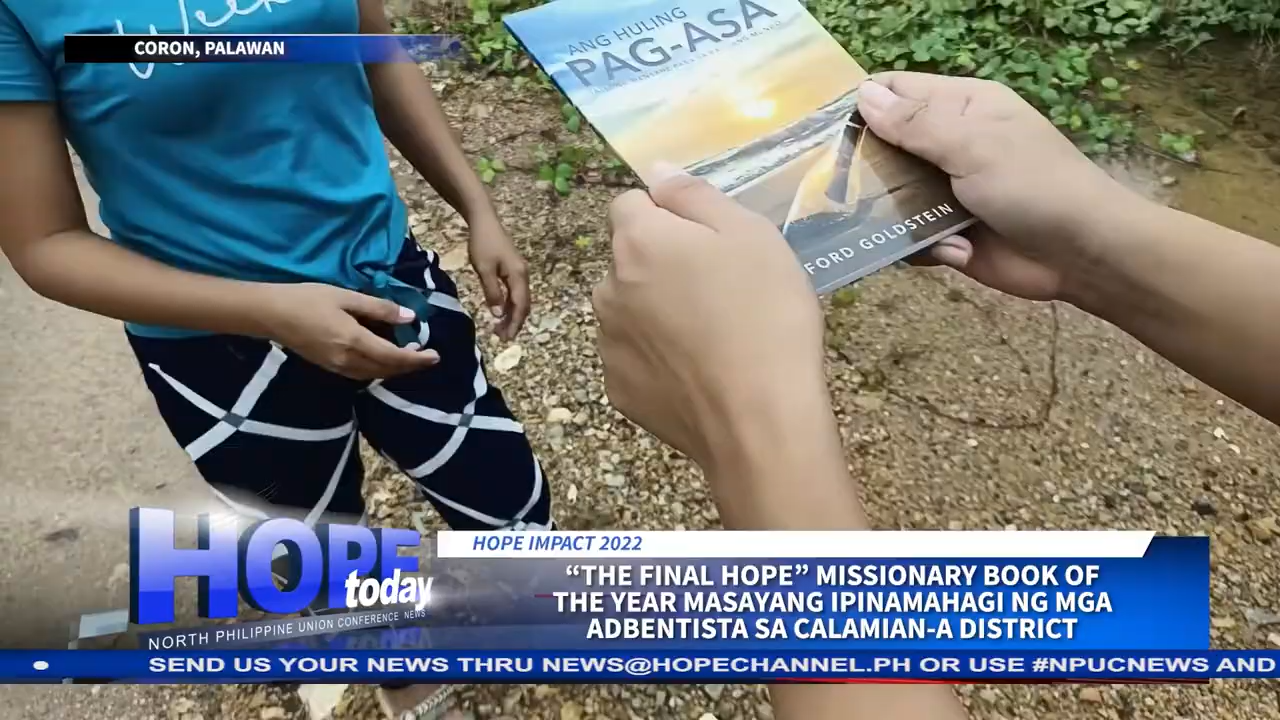 Week
CORON, PALAWAN
ANG HULING
PAG-ASA
FORD GOLDSTEIN
HOPE IMPACT 2022
HOPE
today
NORTH PHILIPPINE UNION CONFERENCE NEWS
“THE FINAL HOPE” MISSIONARY BOOK OF
THE YEAR MASAYANG IPINAMAHAGI NG MGA
ADBENTISTA SA CALAMIAN-A DISTRICT
SEND US YOUR NEWS THRU NEWS@HOPECHANNEL.PH OR USE #NPUCNEWS AND